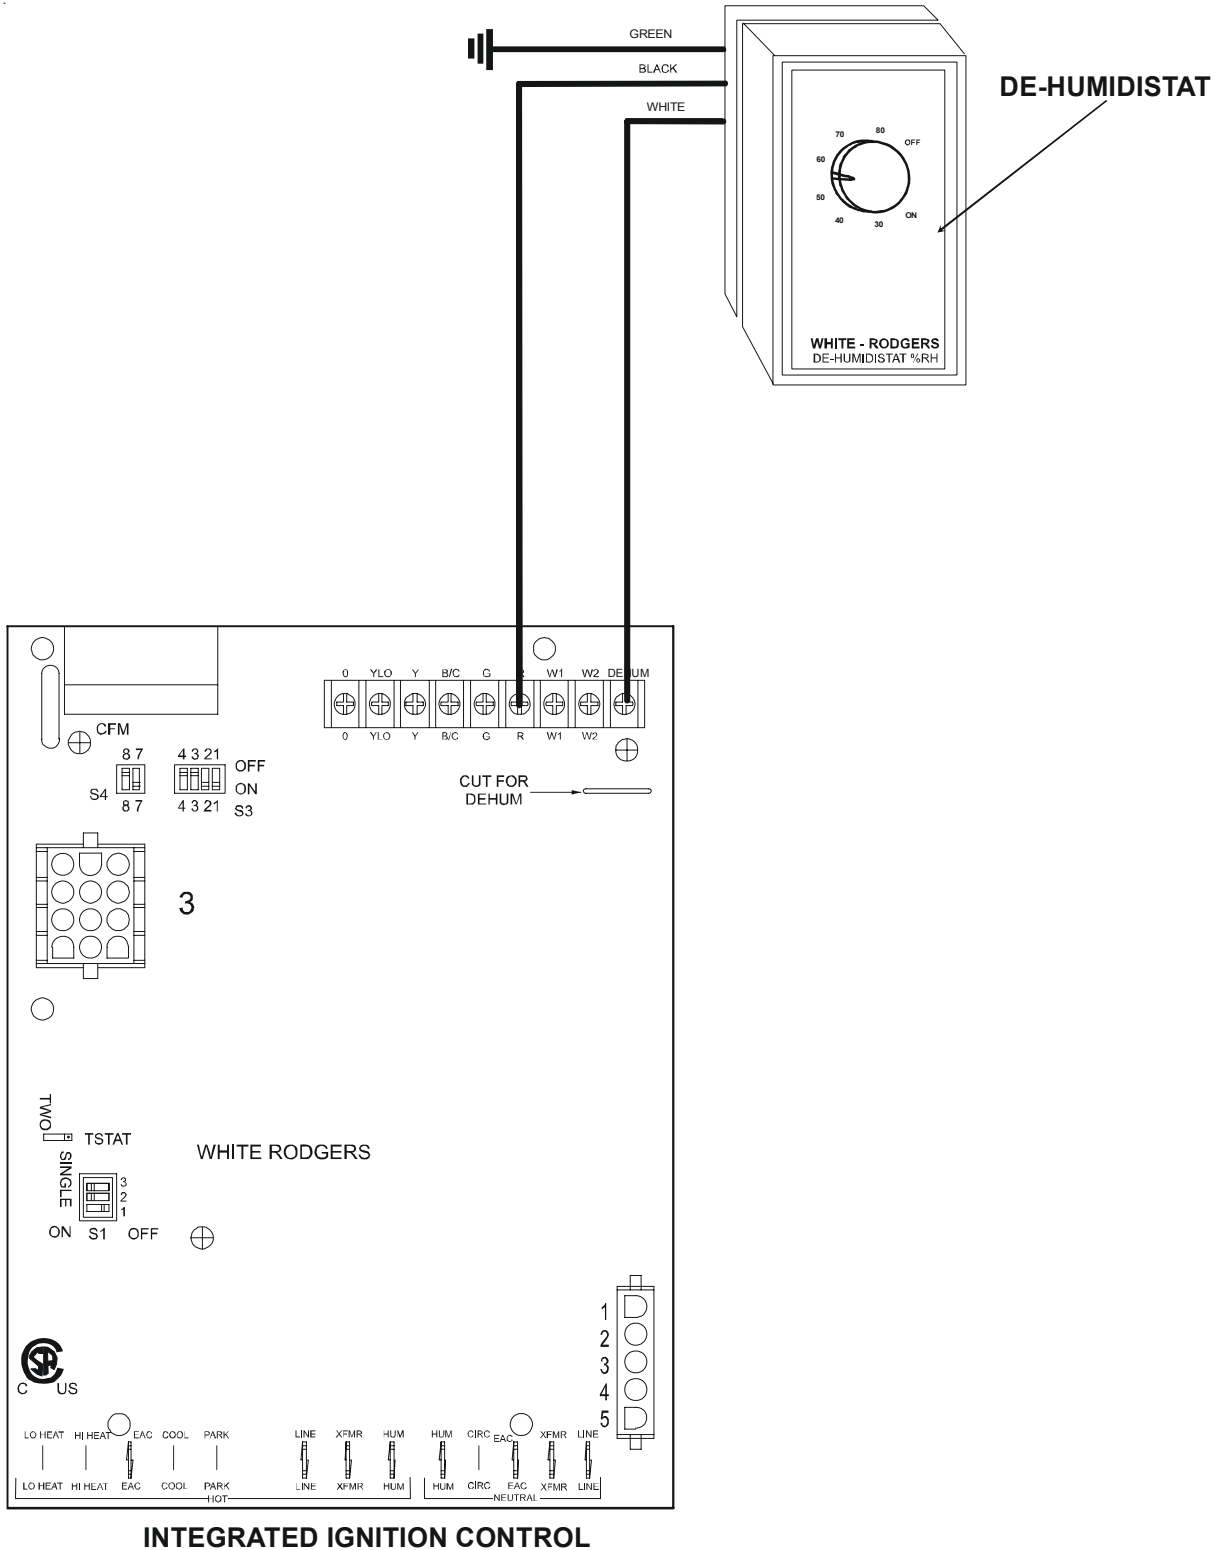 GREEN
BLACK
WHITE
DE-HUMIDISTAT
70 80 OFF
60
50
40 30 ON
WHITE - RODGERS
DE-HUMIDISTAT %RH
0 YLO Y B/C G R W1 W2 DEHUM
0 YLO Y B/C G R W1 W2
CFM
8 7 4 3 2 1
OFF
ON
S4
8 7 4 3 2 1
S3
CUT FOR
DEHUM
3
TWO
TSTAT
SINGLE
3
2
1
ON S1 OFF
WHITE RODGERS
1
2
3
4
5
CSA
C US
LO HEAT HI HEAT EAC COOL PARK LINE XFMR HUM HUM CIRC EAC XFMR LINE
LO HEAT HI HEAT EAC COOL PARK LINE XFMR HUM HUM CIRC EAC XFMR LINE
HOT NEUTRAL
INTEGRATED IGNITION CONTROL